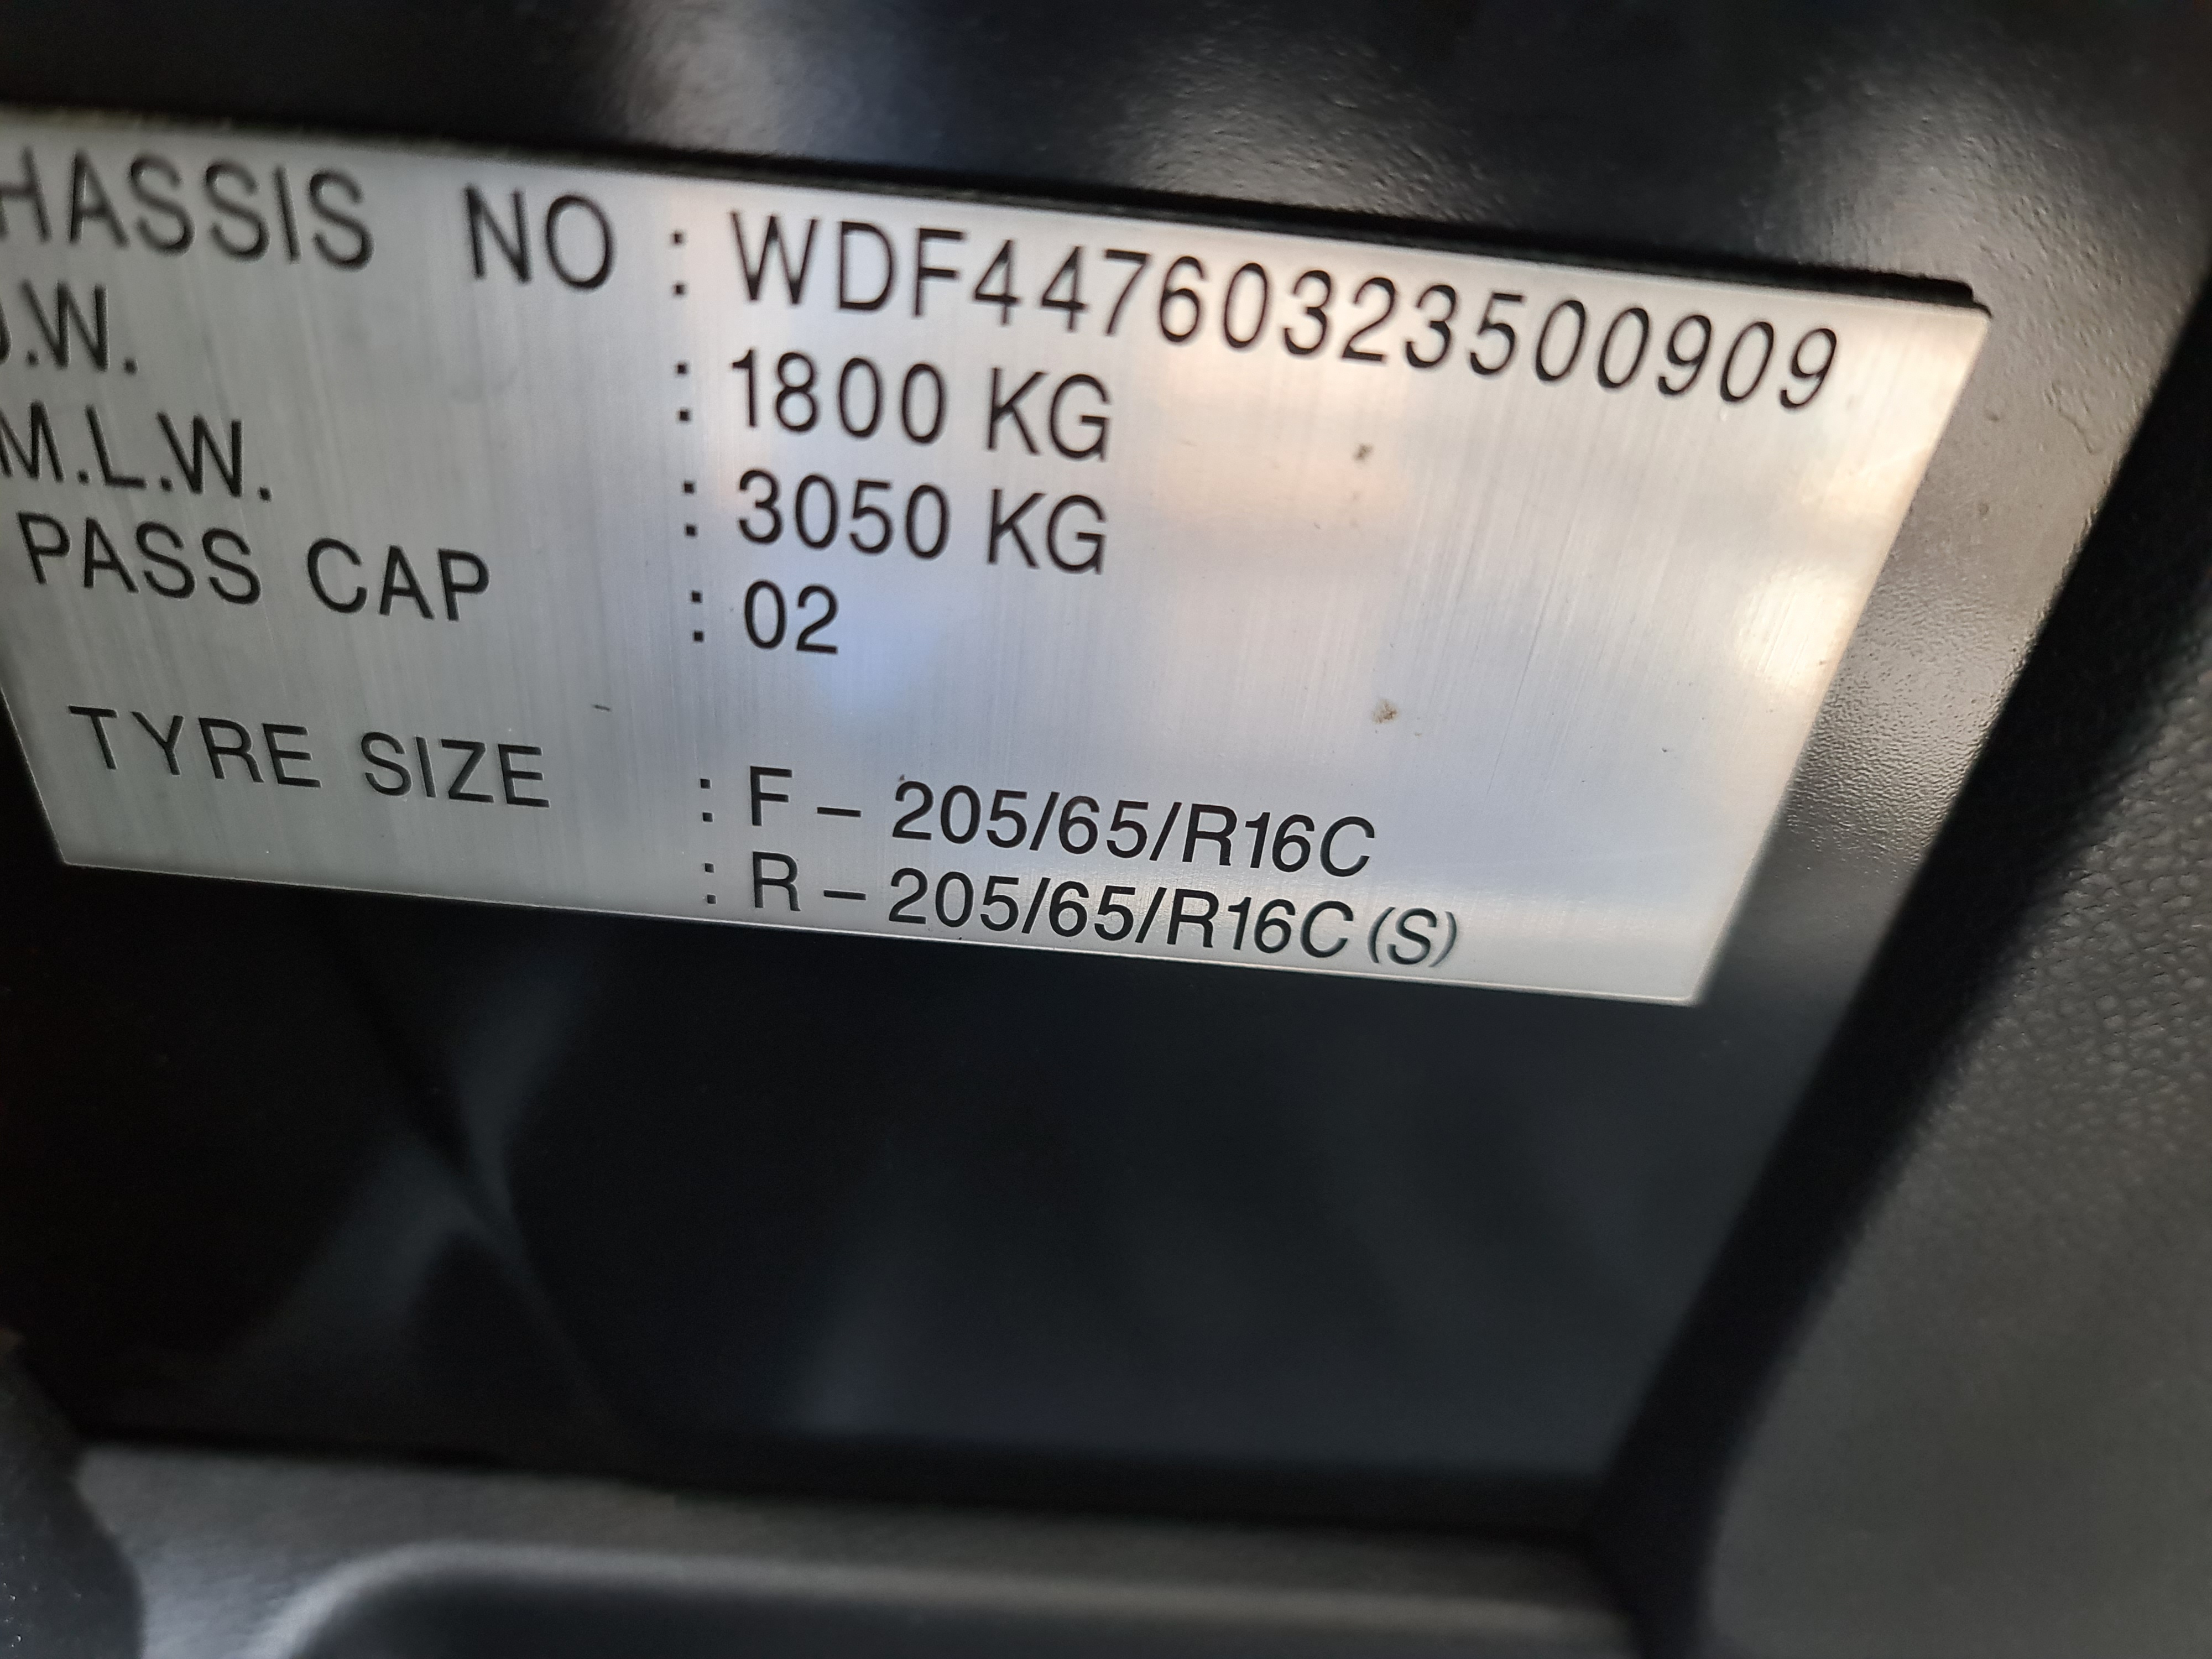 HASSIS NO : WDF44760323500909
.W. : 1800 KG
M.L.W. : 3050 KG
PASS CAP : 02
TYRE SIZE : F – 205/65/R16C
: R – 205/65/R16C (S)